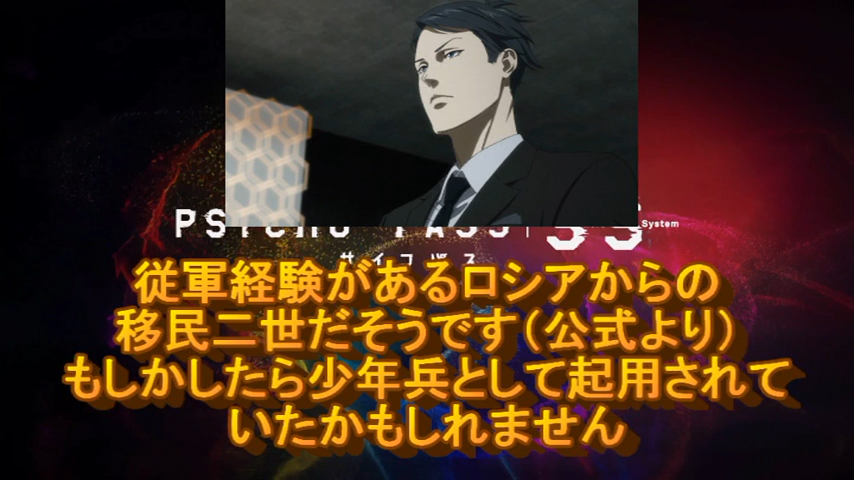 PSYCHO-PASS SS
System
サイコパス
従軍経験があるロシアからの
移民二世だそうです（公式より）
もしかしたら少年兵として起用されて
いたかもしれません